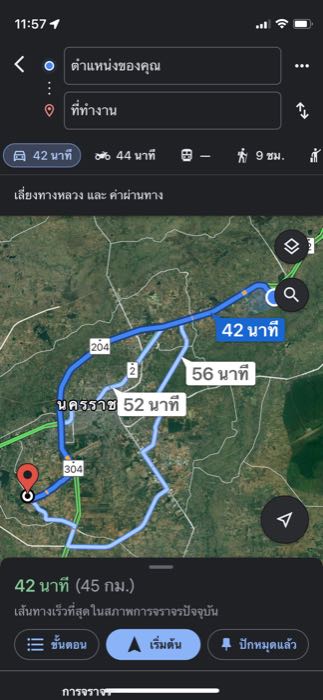 11:57
ตำแหน่งของคุณ
ที่ทำงาน
42 นาที
44 นาที
—
9 ชม.
เลี่ยงทางหลวง และ ค่าผ่านทาง
42 นาที
204
2
56 นาที
นครราช
52 นาที
304
42 นาที (45 กม.)
เส้นทางเร็วที่สุดในสภาพการจราจรปัจจุบัน
ขั้นตอน
เริ่มต้น
ปักหมุดแล้ว
การจราจร